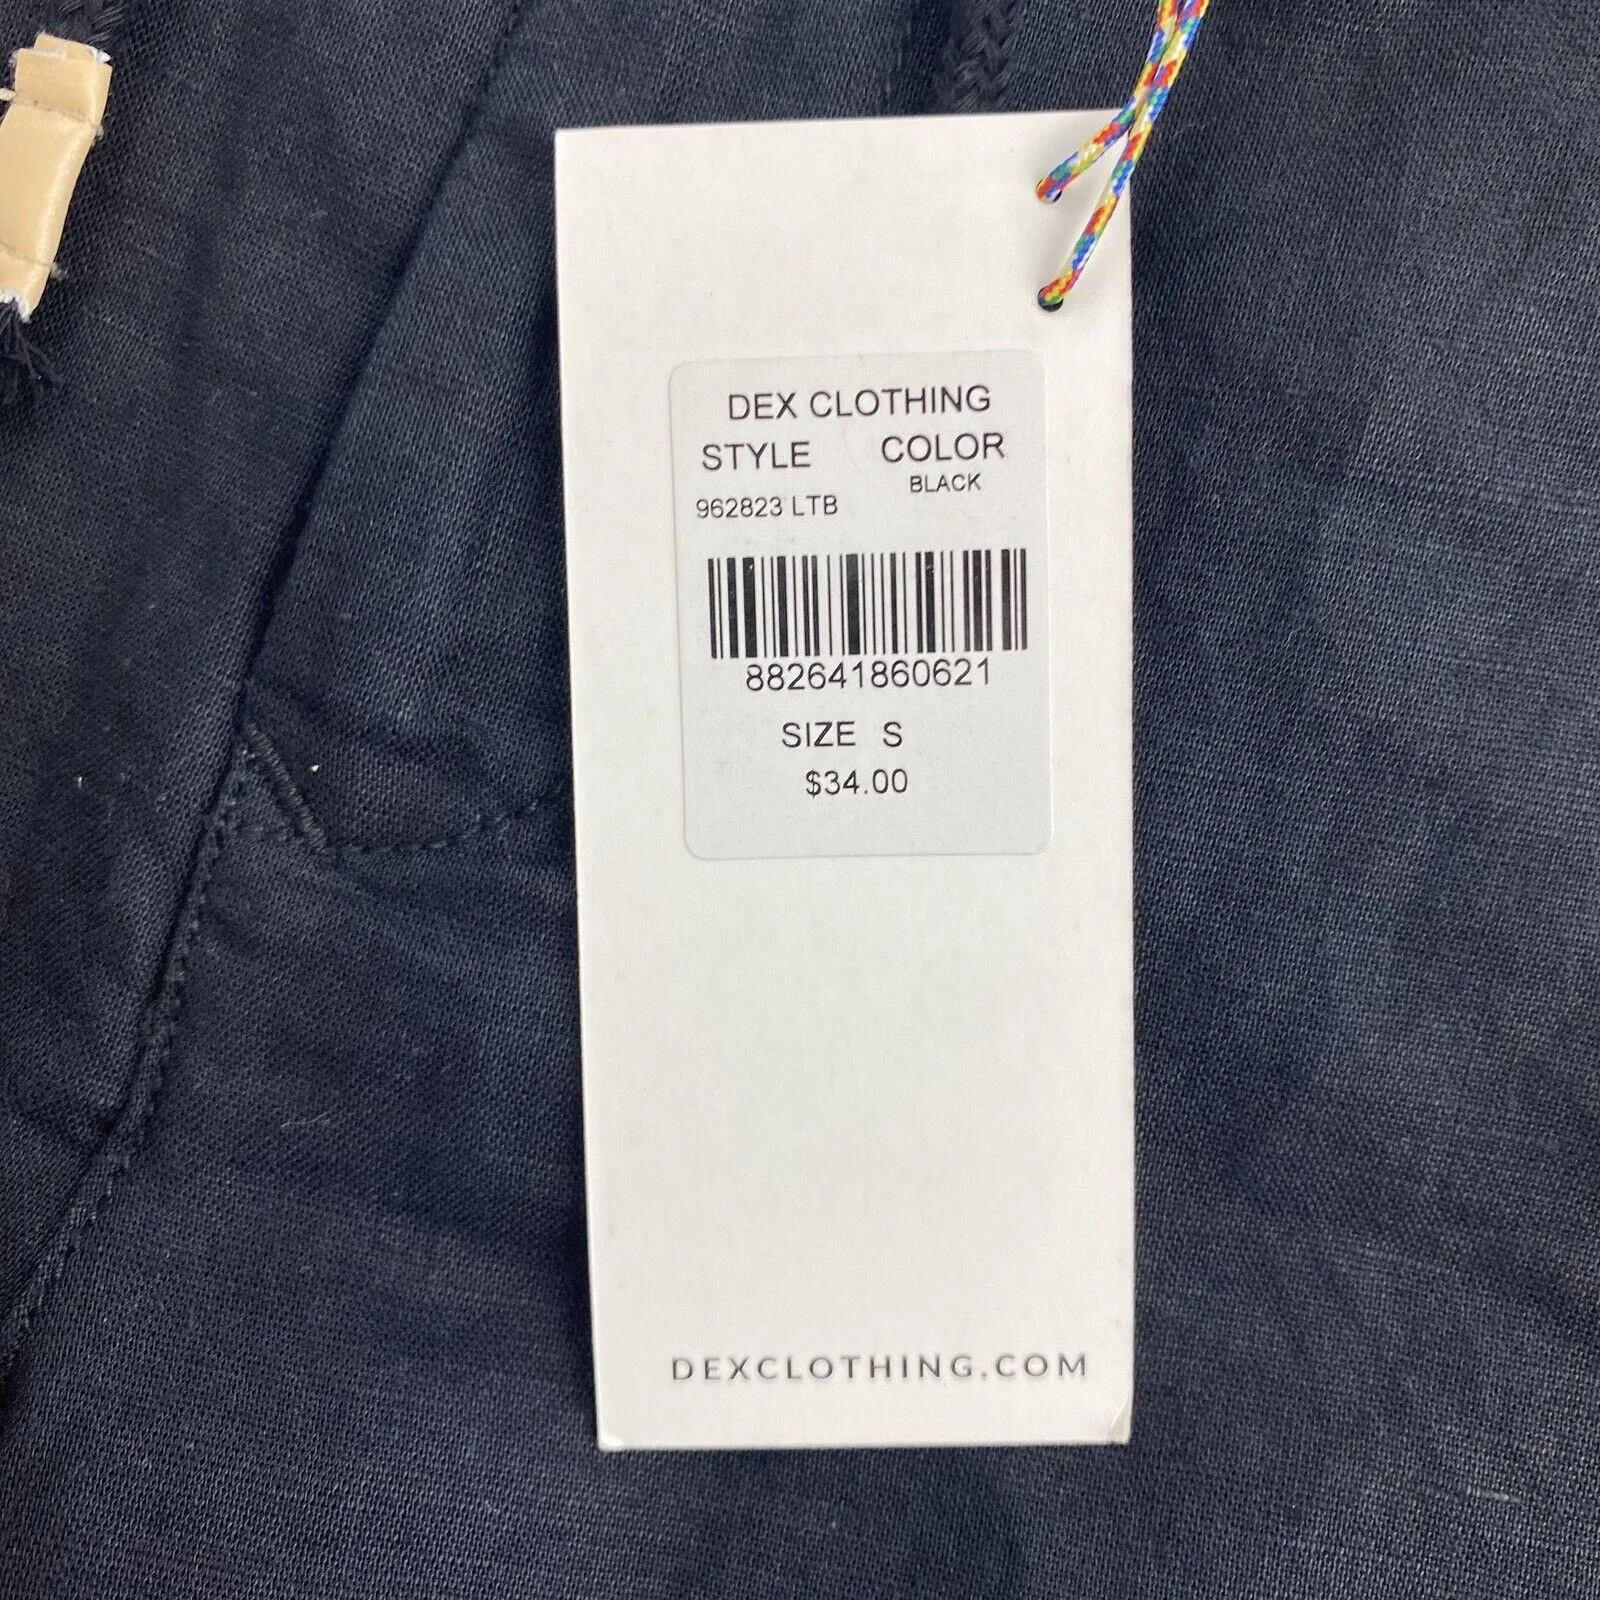 DEX CLOTHING
STYLE COLOR
962823 LTB BLACK
882641860621
SIZE S
$34.00
DEXCLOTHING.COM